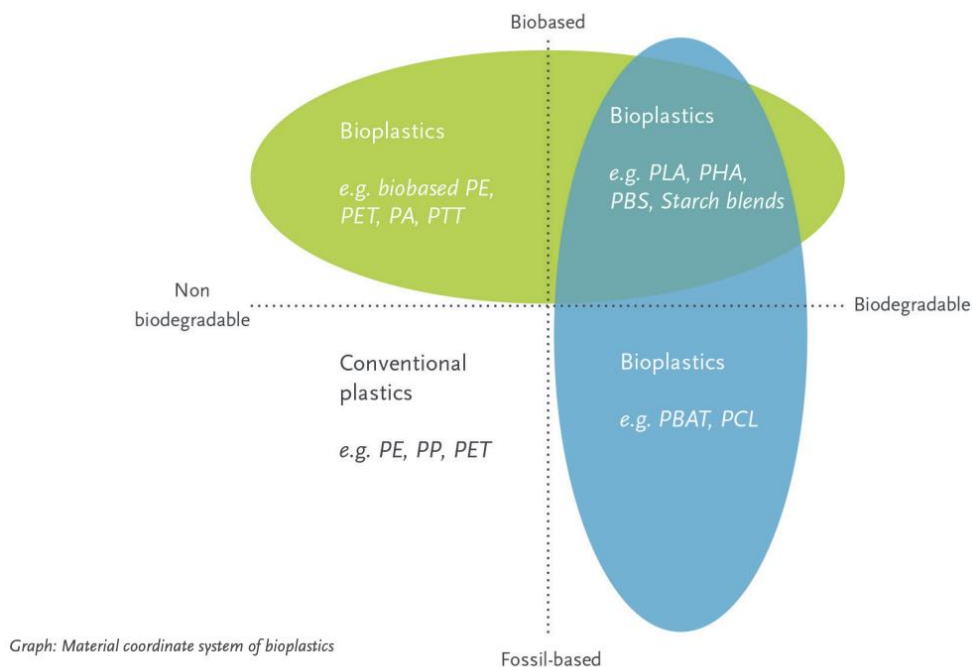 Biobased
Bioplastics
e.g. biobased PE,
PET, PA, PTT
Bioplastics
e.g. PLA, PHA,
PBS, Starch blends
Non
biodegradable
Biodegradable
Conventional
plastics
e.g. PE, PP, PET
Bioplastics
e.g. PBAT, PCL
Graph: Material coordinate system of bioplastics
Fossil-based